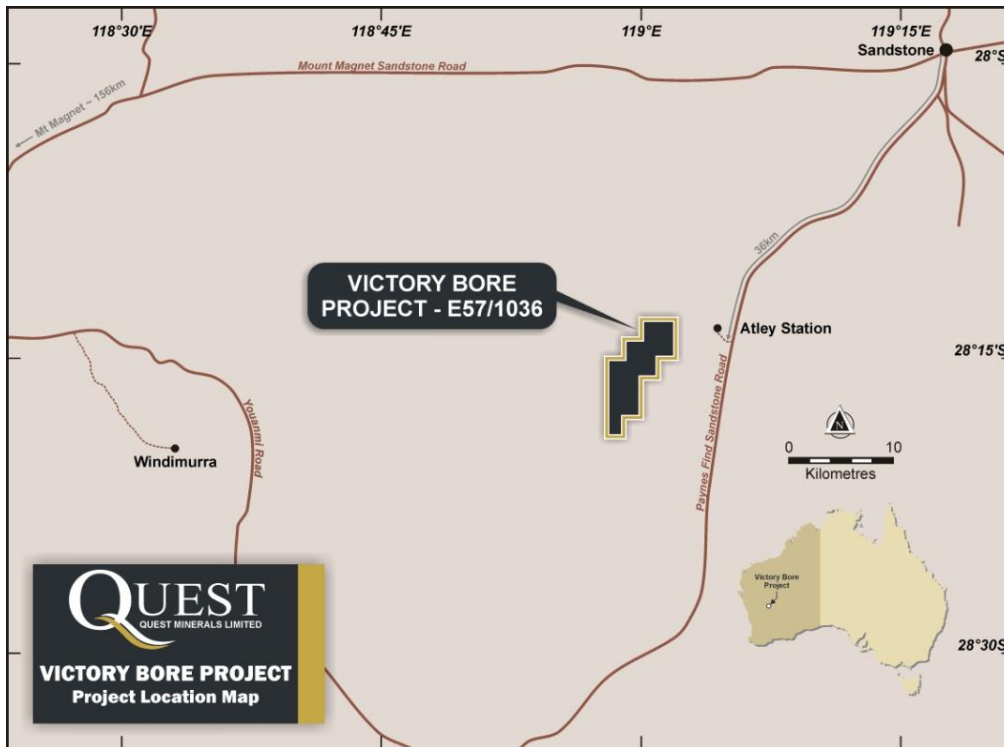 118°30'E
118°45'E
119°E
119°15'E
Sandstone
28°S
Mount Magnet Sandstone Road
Mt Magnet ~ 156km
36km
VICTORY BORE
PROJECT - E57/1036
Atley Station
28°15'S
Youanmi Road
Paynes Find Sandstone Road
Windimurra
N
0 10
Kilometres
Victory Bore
Project
28°30'S
QUEST
QUEST MINERALS LIMITED
VICTORY BORE PROJECT
Project Location Map